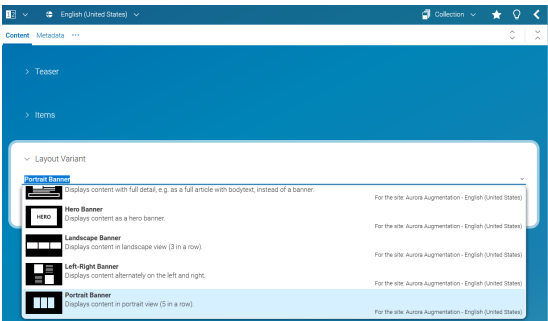 English (United States)
Collection
Content Metadata
Teaser
Items
Layout Variant
Portrait Banner
Displays content with full detail, e.g. as a full article with bodytext, instead of a banner.
For the site: Aurora Augmentation - English (United States)
HERO
Hero Banner
Displays content as a hero banner.
For the site: Aurora Augmentation - English (United States)
Landscape Banner
Displays content in landscape view (3 in a row).
For the site: Aurora Augmentation - English (United States)
Left-Right Banner
Displays content alternately on the left and right.
For the site: Aurora Augmentation - English (United States)
Portrait Banner
Displays content in portrait view (5 in a row).
For the site: Aurora Augmentation - English (United States)